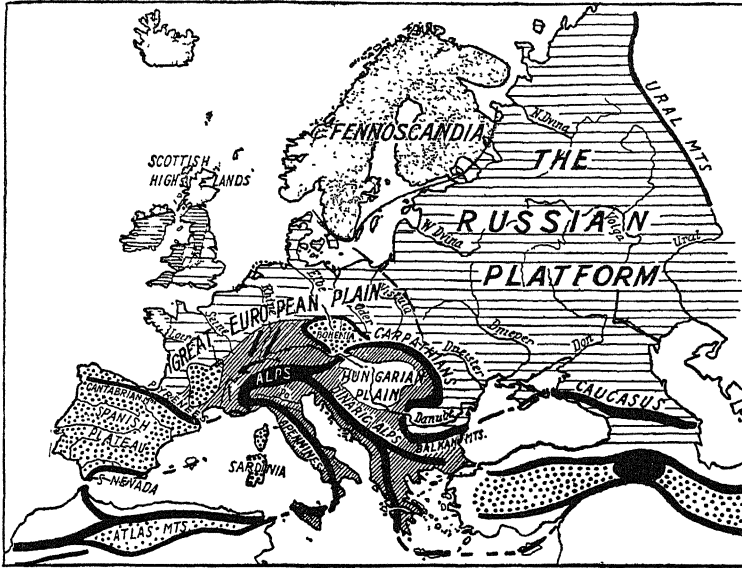 URAL MTS
FENNOSCANDIA
N. Dvina
THE
SCOTTISH
HIGHLANDS
RUSSIAN
Volga
W. Dvina
Ural
PLATFORM
Elbe
Rhine
Oder
Vistula
GREAT EUROPEAN PLAIN
Seine
Loire
BOHEMIA
CARPATHIANS
Dnieper
Dniester
Don
ALPS
HUNGARIAN
PLAIN
Po
CAUCASUS
CANTABRIANS
SPANISH
PLATEAU
DINARIC ALPS
Danube
BALKAN MTS.
APENNINES
SARDINIA
S. NEVADA
ATLAS MTS.